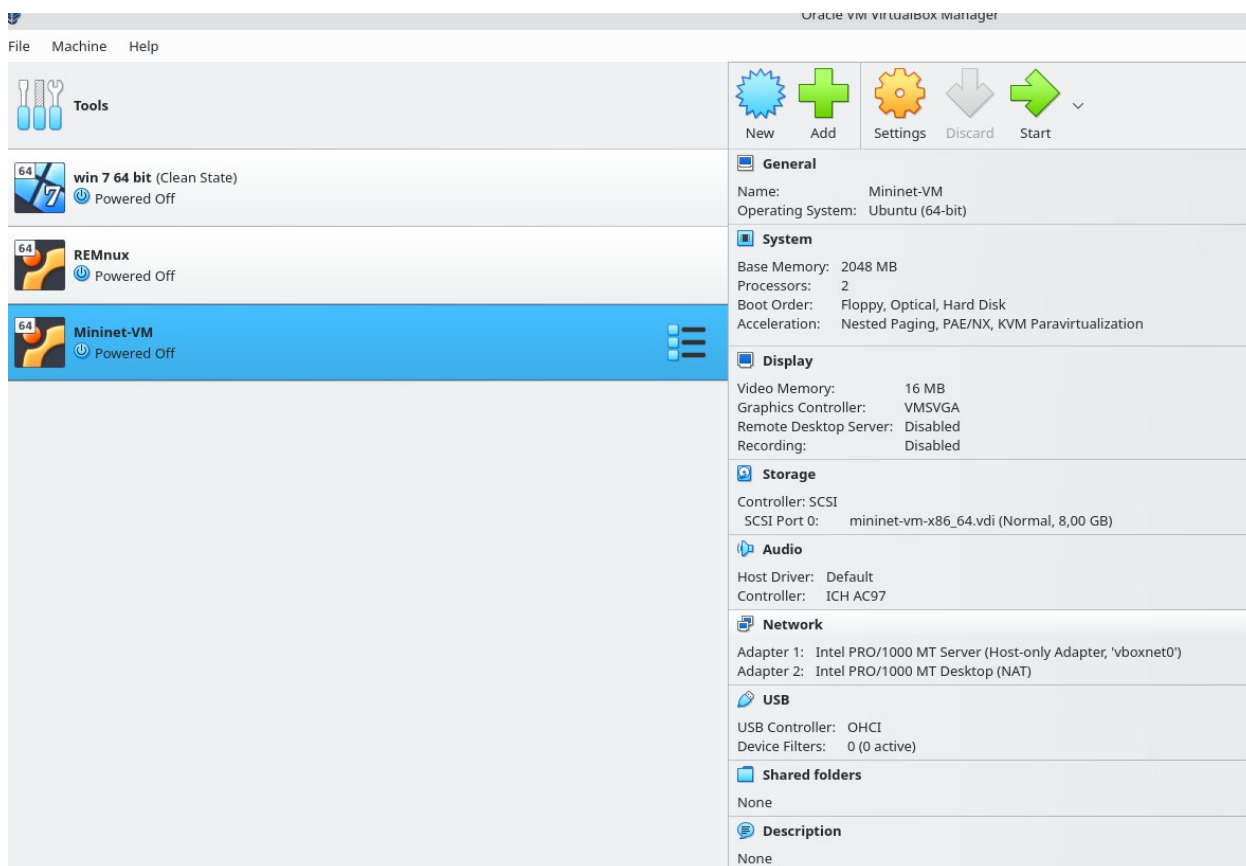 Oracle VM VirtualBox Manager
File Machine Help
Tools
64
7
win 7 64 bit (Clean State)
Powered Off
64
REMnux
Powered Off
64
Mininet-VM
Powered Off
New Add Settings Discard Start
General
Name: Mininet-VM
Operating System: Ubuntu (64-bit)
System
Base Memory: 2048 MB
Processors: 2
Boot Order: Floppy, Optical, Hard Disk
Acceleration: Nested Paging, PAE/NX, KVM Paravirtualization
Display
Video Memory: 16 MB
Graphics Controller: VMSVGA
Remote Desktop Server: Disabled
Recording: Disabled
Storage
Controller: SCSI
SCSI Port 0: mininet-vm-x86_64.vdi (Normal, 8,00 GB)
Audio
Host Driver: Default
Controller: ICH AC97
Network
Adapter 1: Intel PRO/1000 MT Server (Host-only Adapter, 'vboxnet0')
Adapter 2: Intel PRO/1000 MT Desktop (NAT)
USB
USB Controller: OHCI
Device Filters: 0 (0 active)
Shared folders
None
Description
None